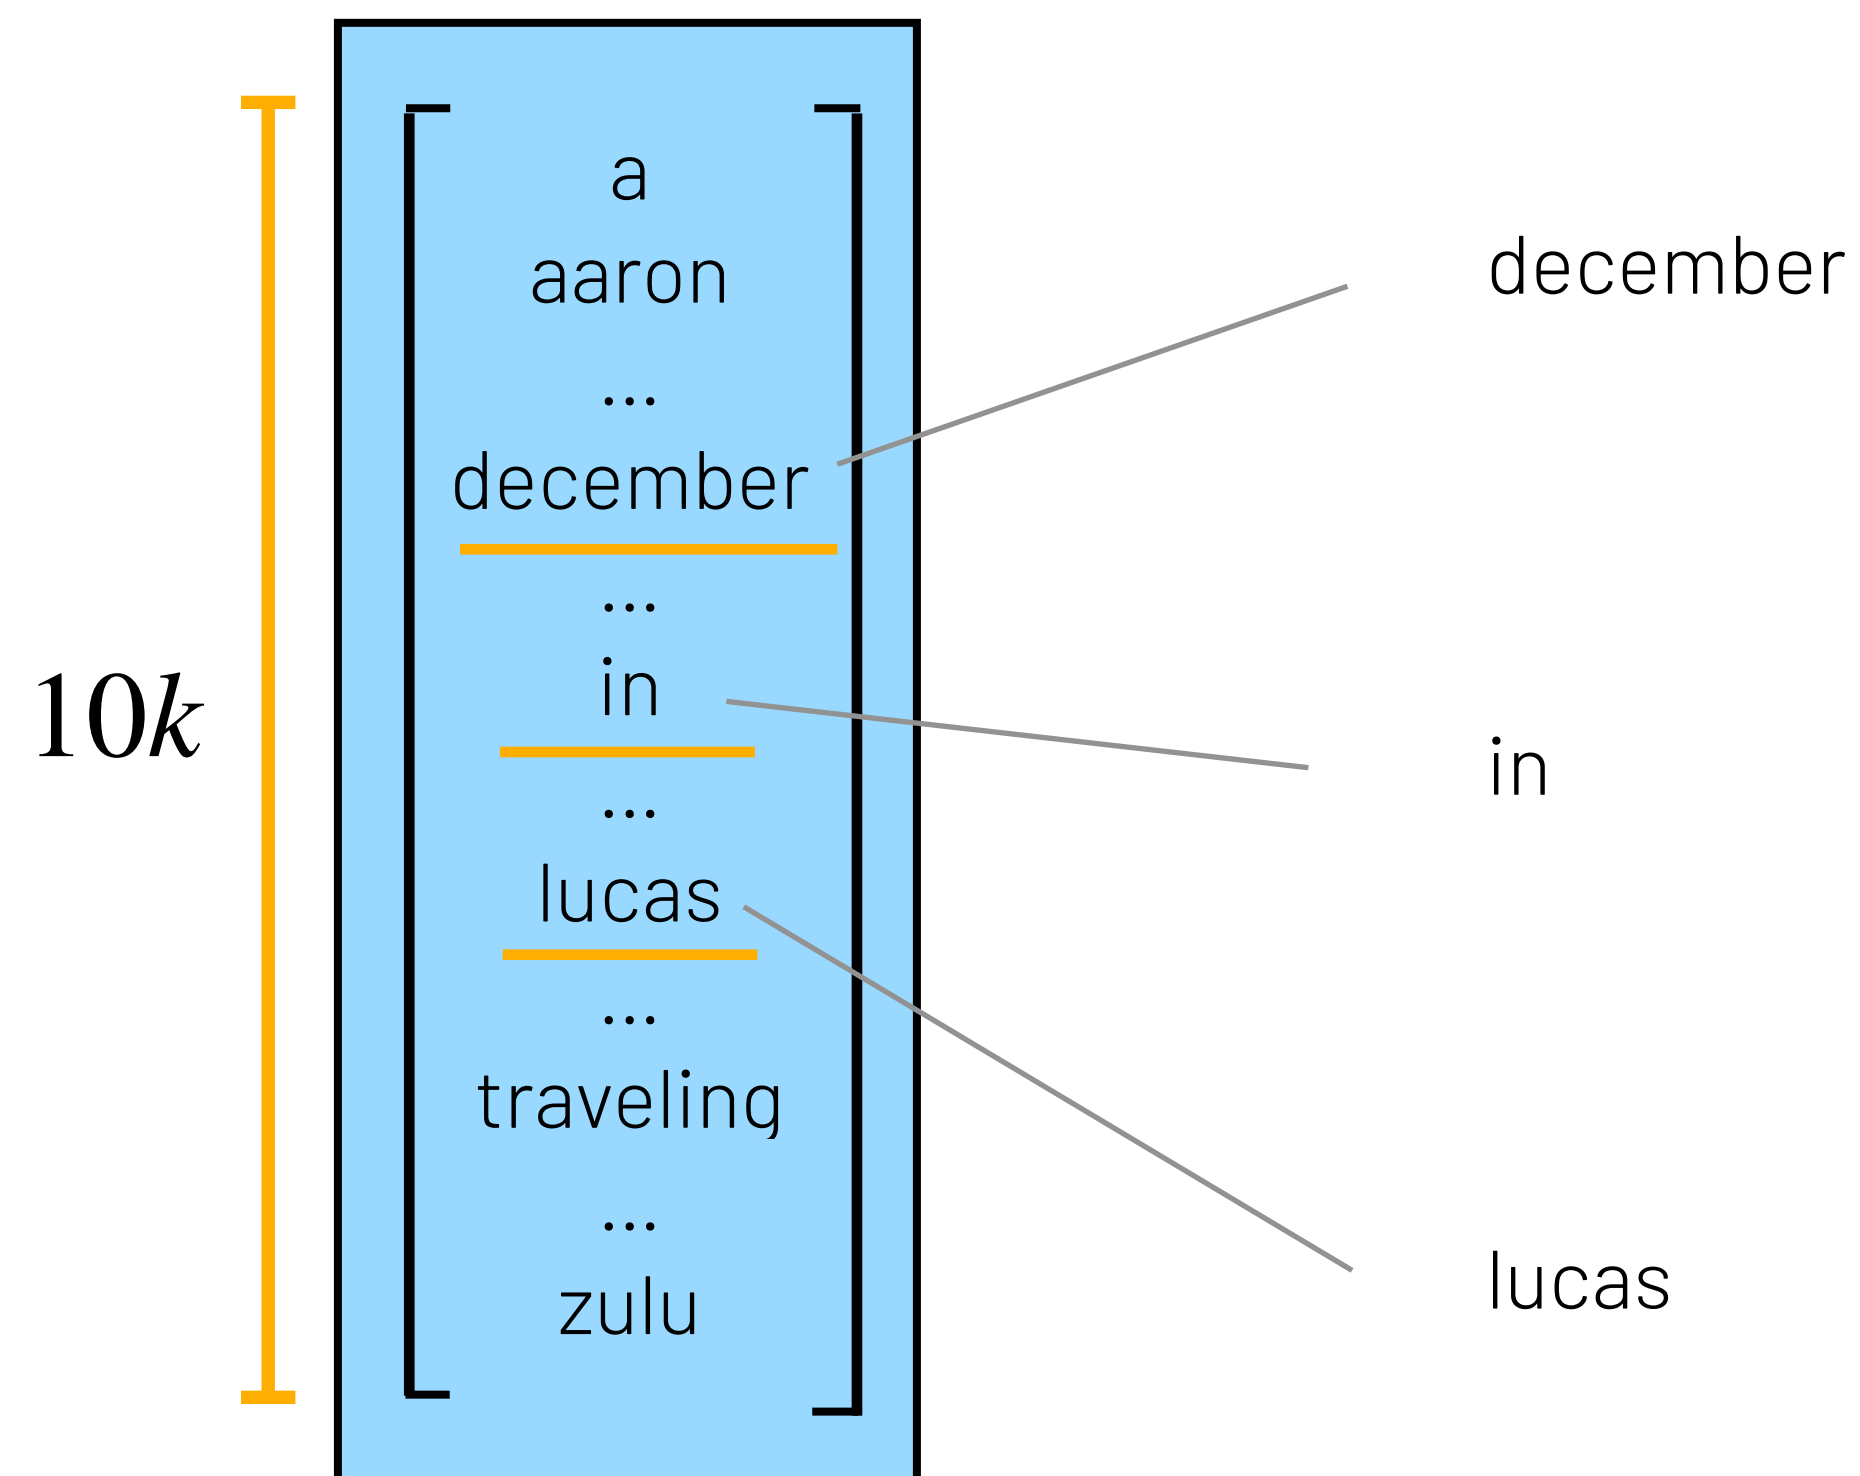 10k
a
aaron
...
december
...
in
...
lucas
...
traveling
...
zulu
december
in
lucas